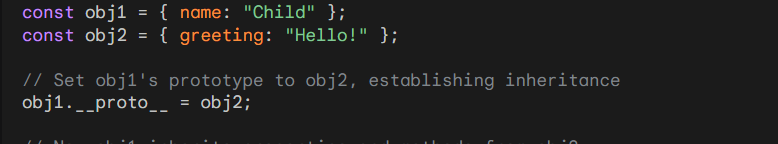 const obj1 = { name: "Child" };
const obj2 = { greeting: "Hello!" };
// Set obj1's prototype to obj2, establishing inheritance
obj1.__proto__ = obj2;